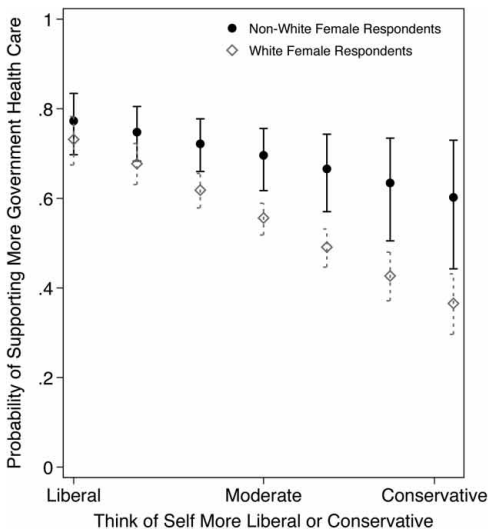 Probability of Supporting More Government Health Care
1
.8
.6
.4
.2
0
Non-White Female Respondents
White Female Respondents
Liberal Moderate Conservative
Think of Self More Liberal or Conservative